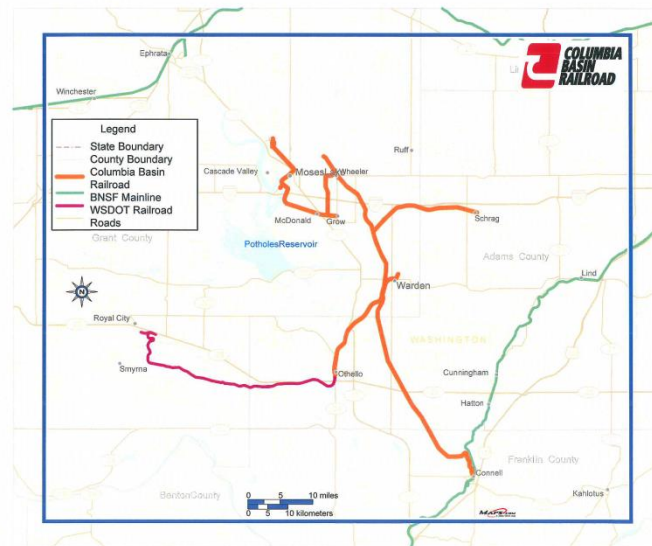 Ephrata
COLUMBIA
BASIN
RAILROAD
Winchester
Legend
State Boundary
County Boundary
Columbia Basin
Railroad
BNSF Mainline
WSDOT Railroad
Roads
Ruff
Cascade Valley
Moses
Wheeler
McDonald
Grow
Schrag
Grant County
PotholesReservoir
Adams County
Lind
N
Warden
Royal City
WASHINGTON
Smyrna
Othello
Cunningham
Hatton
Franklin County
Connell
BentonCounty
0 5 10 miles
0 5 10 kilometers
Kahlotus